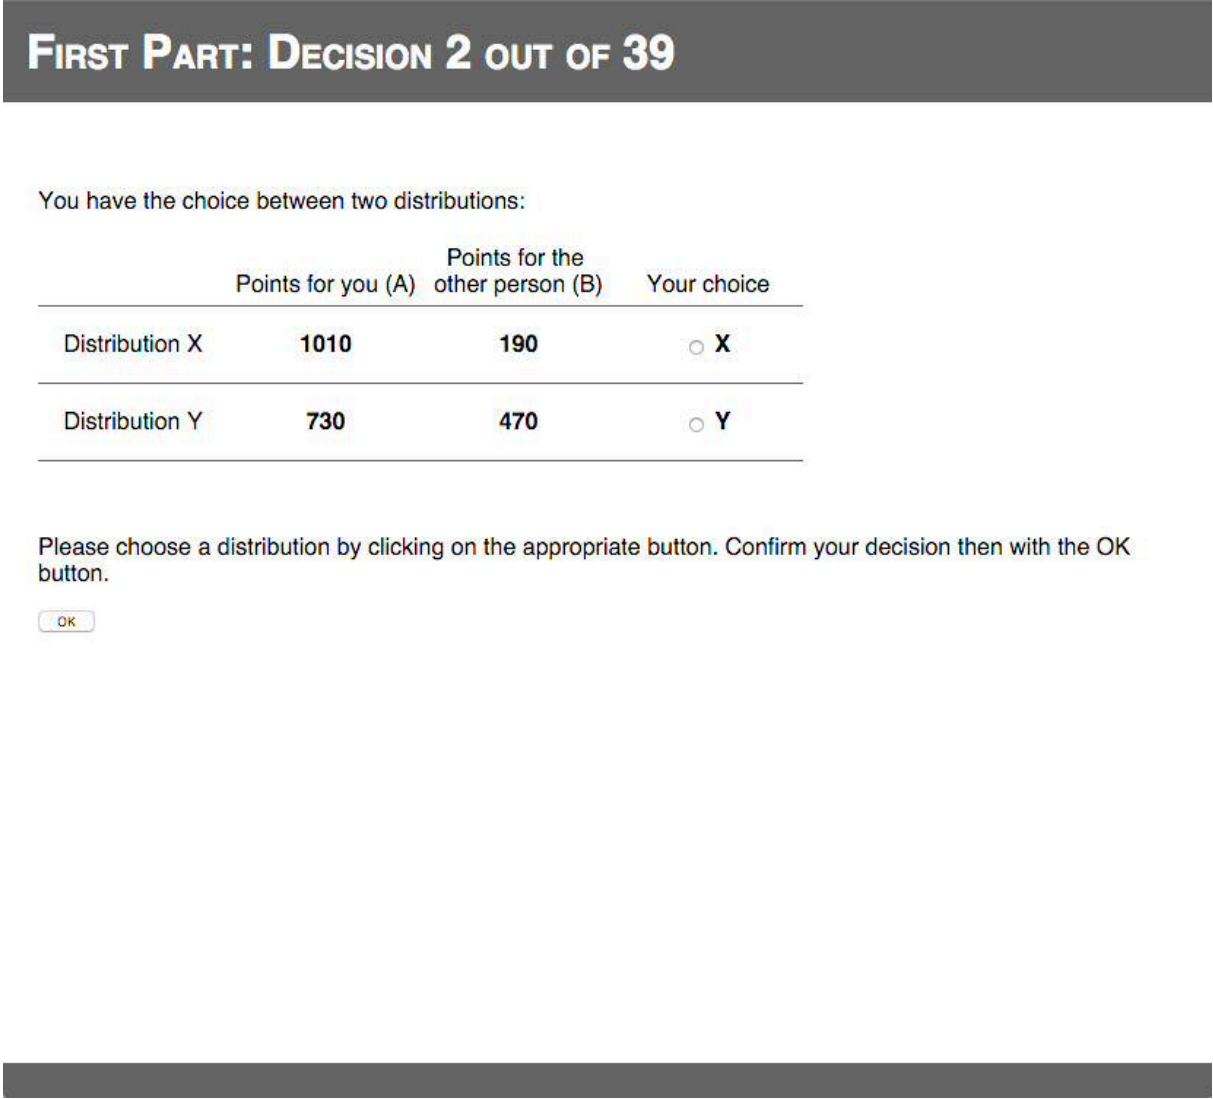 First Part: Decision 2 out of 39
You have the choice between two distributions:
Points for the
Points for you (A) other person (B) Your choice
Distribution X 1010 190 X
Distribution Y 730 470 Y
Please choose a distribution by clicking on the appropriate button. Confirm your decision then with the OK
button.
OK